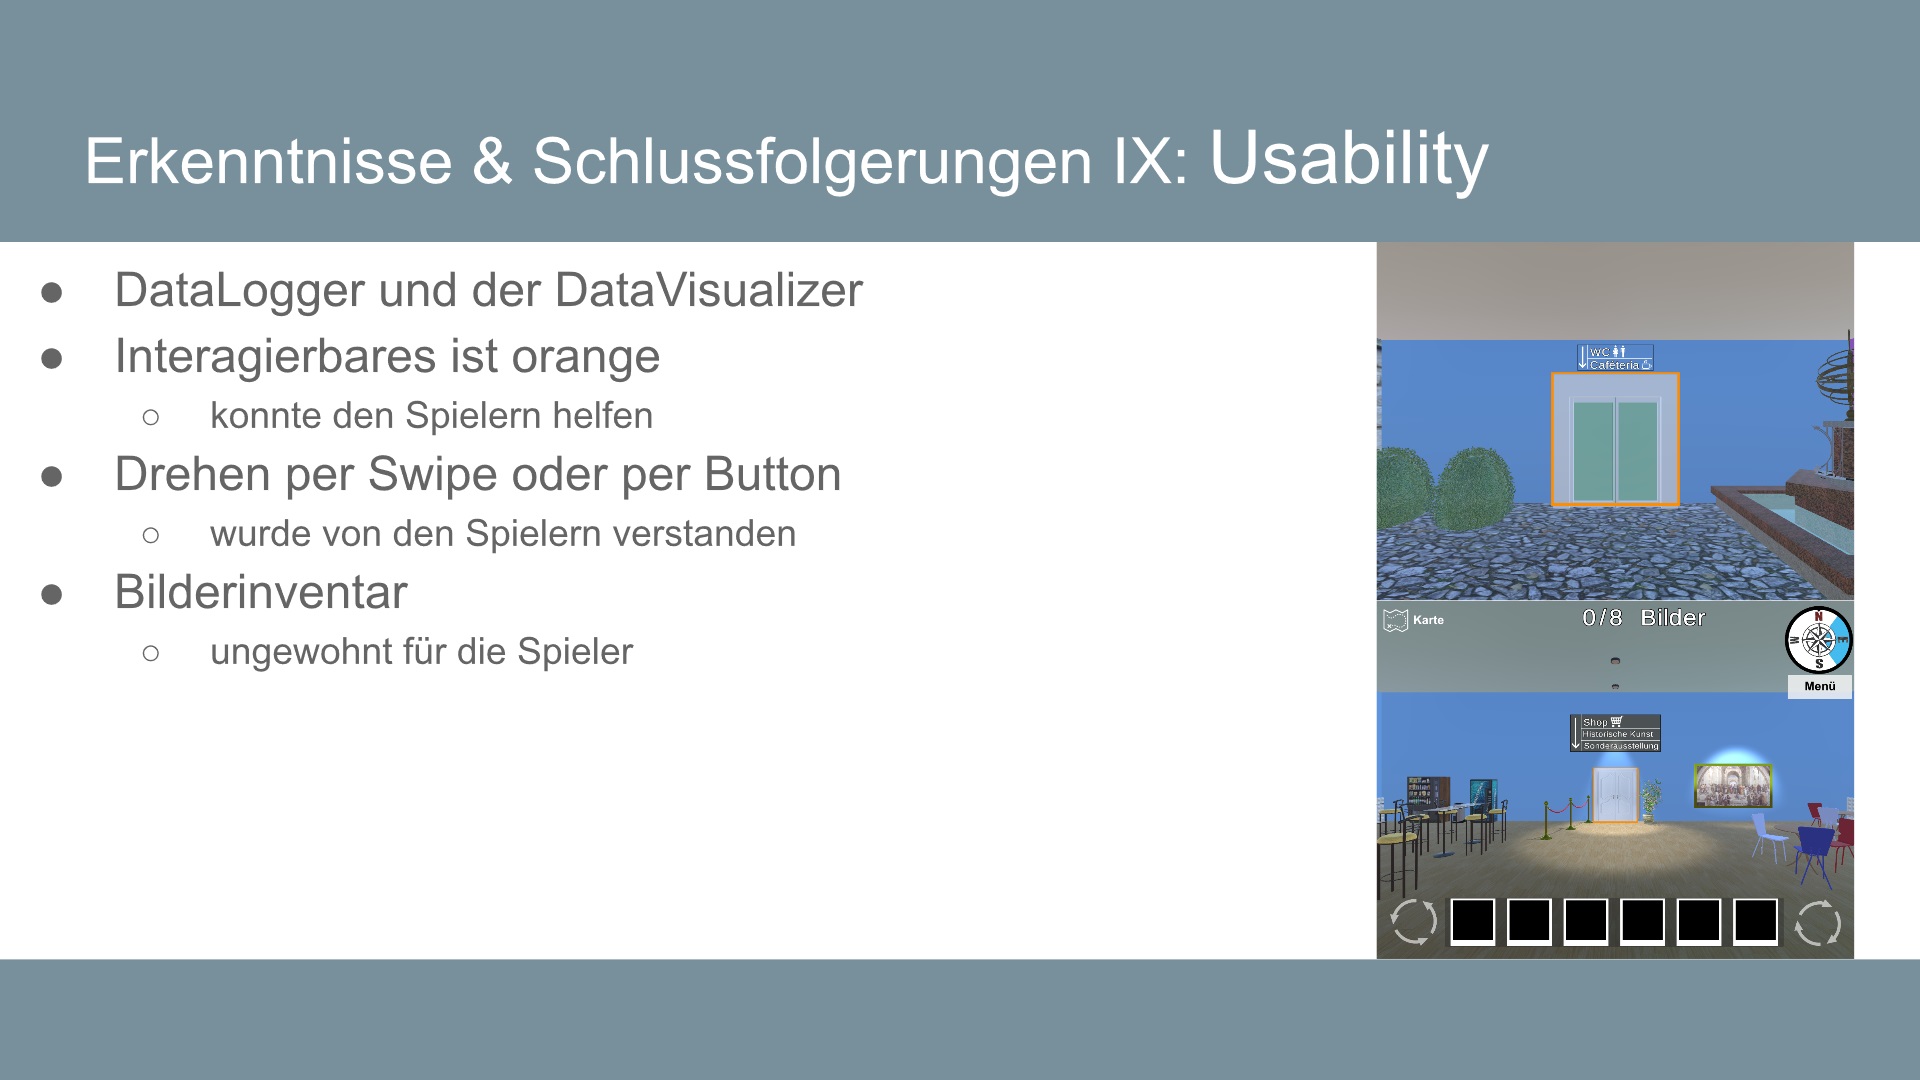 Erkenntnisse & Schlussfolgerungen IX: Usability
● DataLogger und der DataVisualizer
● Interagierbares ist orange
○ konnte den Spielern helfen
● Drehen per Swipe oder per Button
○ wurde von den Spielern verstanden
● Bilderinventar
○ ungewohnt für die Spieler
WC
Cafeteria
Karte
0/8 Bilder
N
E
S
W
Menü
Shop
Historische Kunst
Sonderausstellung